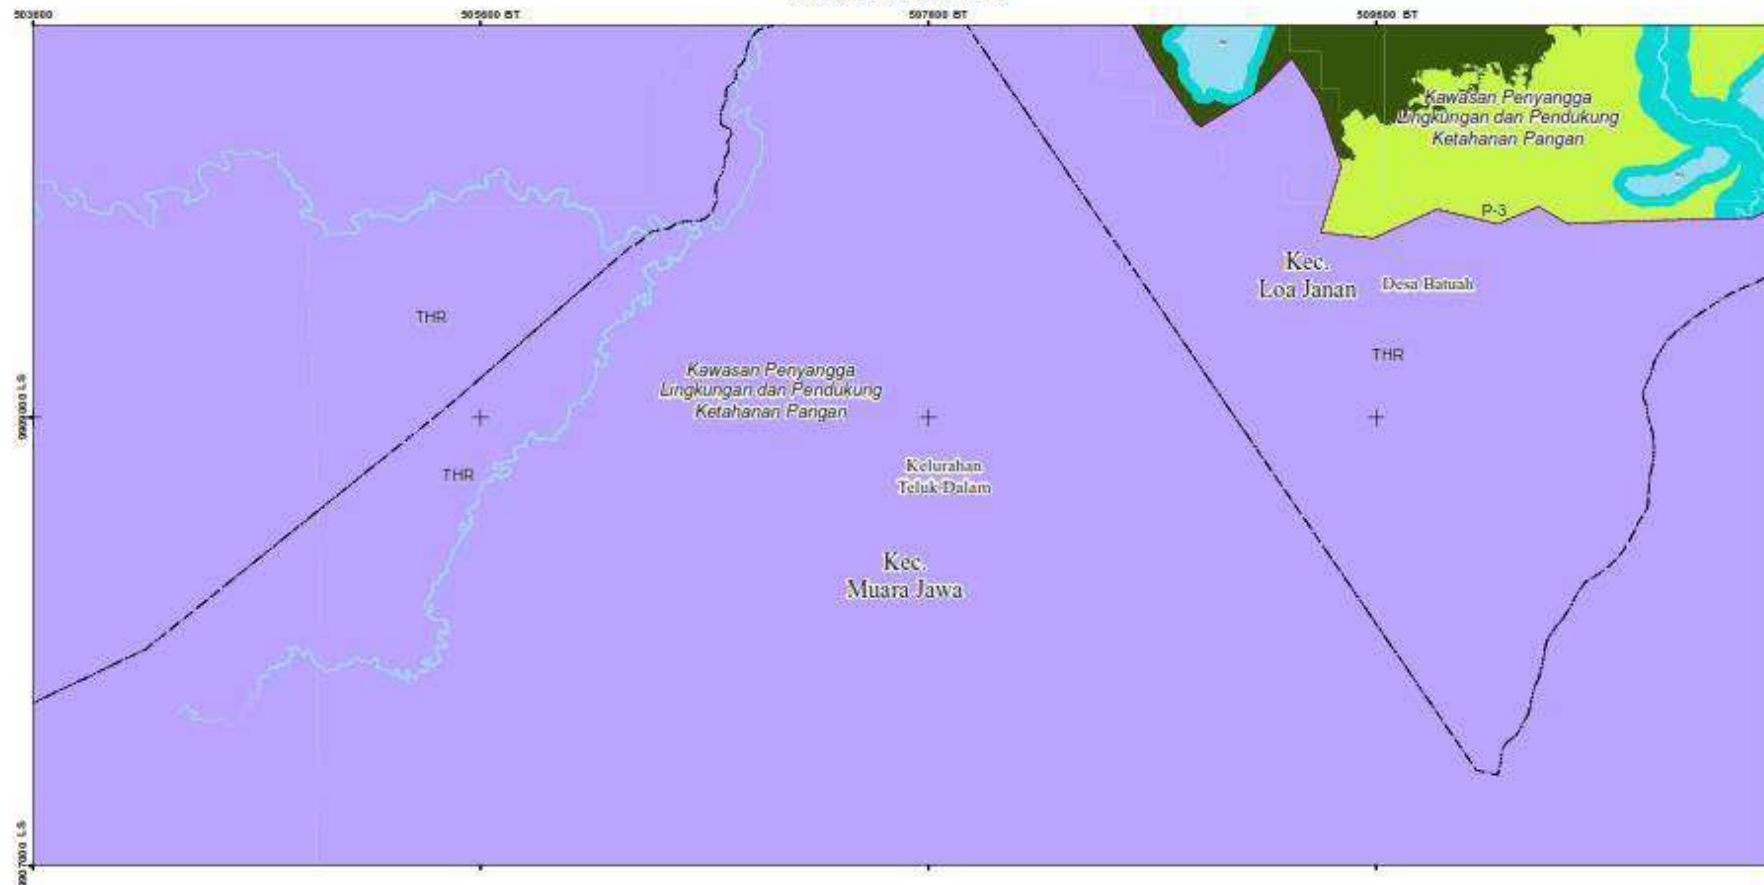 503600
505600 BT
507600 BT
509600 BT
Kawasan Penyangga
Lingkungan dan Pendukung
Ketahanan Pangan
P-3
Kec.
Loa Janan
Desa Batuah
THR
THR
Kawasan Penyangga
Lingkungan dan Pendukung
Ketahanan Pangan
THR
Kelurahan
Teluk Dalam
Kec.
Muara Jawa